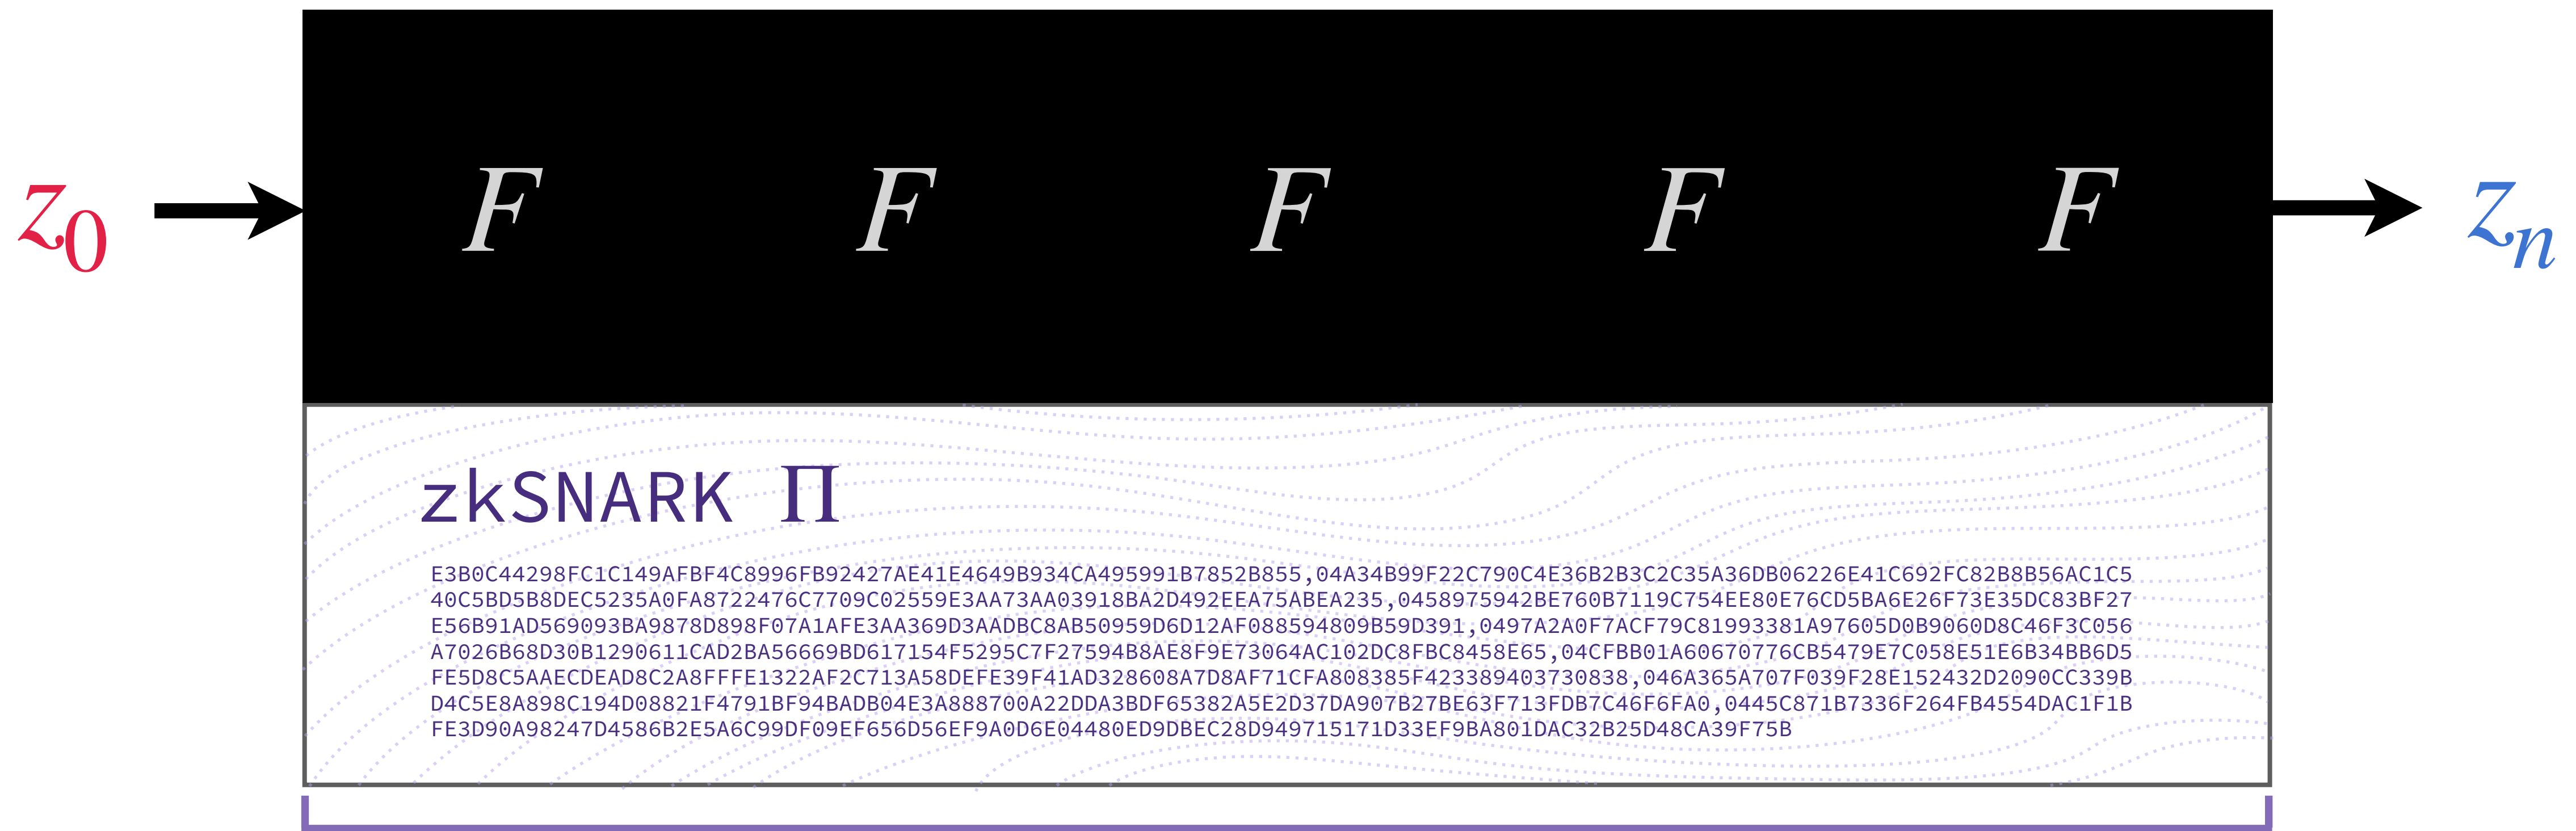 z0 F F F F F zn
zkSNARK Π
E3B0C44298FC1C149AFBF4C8996FB92427AE41E4649B934CA495991B7852B855,04A34B99F22C790C4E36B2B3C2C35A36DB06226E41C692FC82B8B56AC1C5
40C5BD5B8DEC5235A0FA8722476C7709C02559E3AA73AA03918BA2D492EEA75ABEA235,0458975942BE760B7119C754EE80E76CD5BA6E26F73E35DC83BF27
E56B91AD569093BA9878D898F07A1AFE3AA369D3AADBC8AB50959D6D12AF088594809B59D391,0497A2A0F7ACF79C81993381A97605D0B9060D8C46F3C056
A7026B68D30B1290611CAD2BA56669BD617154F5295C7F27594B8AE8F9E73064AC102DC8FBC8458E65,04CFBB01A60670776CB5479E7C058E51E6B34BB6D5
FE5D8C5AAECDEAD8C2A8FFFE1322AF2C713A58DEFE39F41AD328608A7D8AF71CFA808385F423389403730838,046A365A707F039F28E152432D2090CC339B
D4C5E8A898C194D08821F4791BF94BADB04E3A888700A22DDA3BDF65382A5E2D37DA907B27BE63F713FDB7C46F6FA0,0445C871B7336F264FB4554DAC1F1B
FE3D90A98247D4586B2E5A6C99DF09EF656D56EF9A0D6E04480ED9DBEC28D949715171D33EF9BA801DAC32B25D48CA39F75B